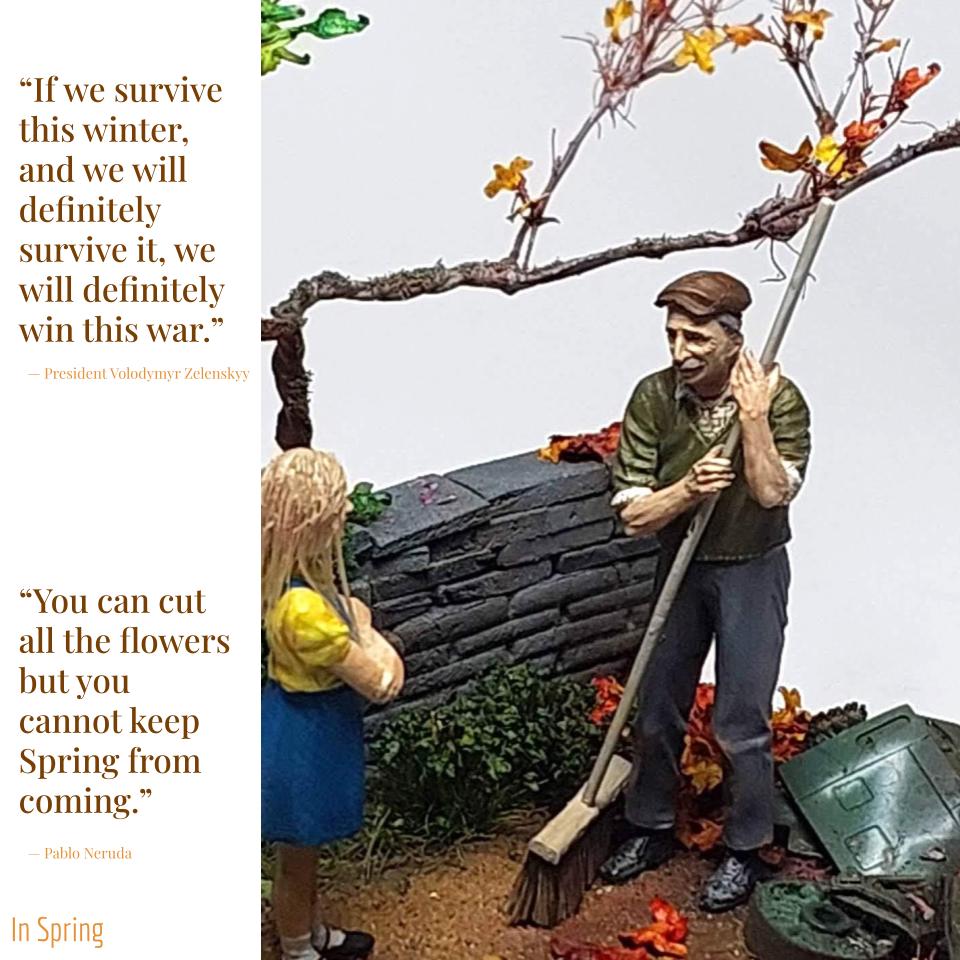 “If we survive
this winter,
and we will
definitely
survive it, we
will definitely
win this war.”
— President Volodymyr Zelenskyy
“You can cut
all the flowers
but you
cannot keep
Spring from
coming.”
— Pablo Neruda
In Spring